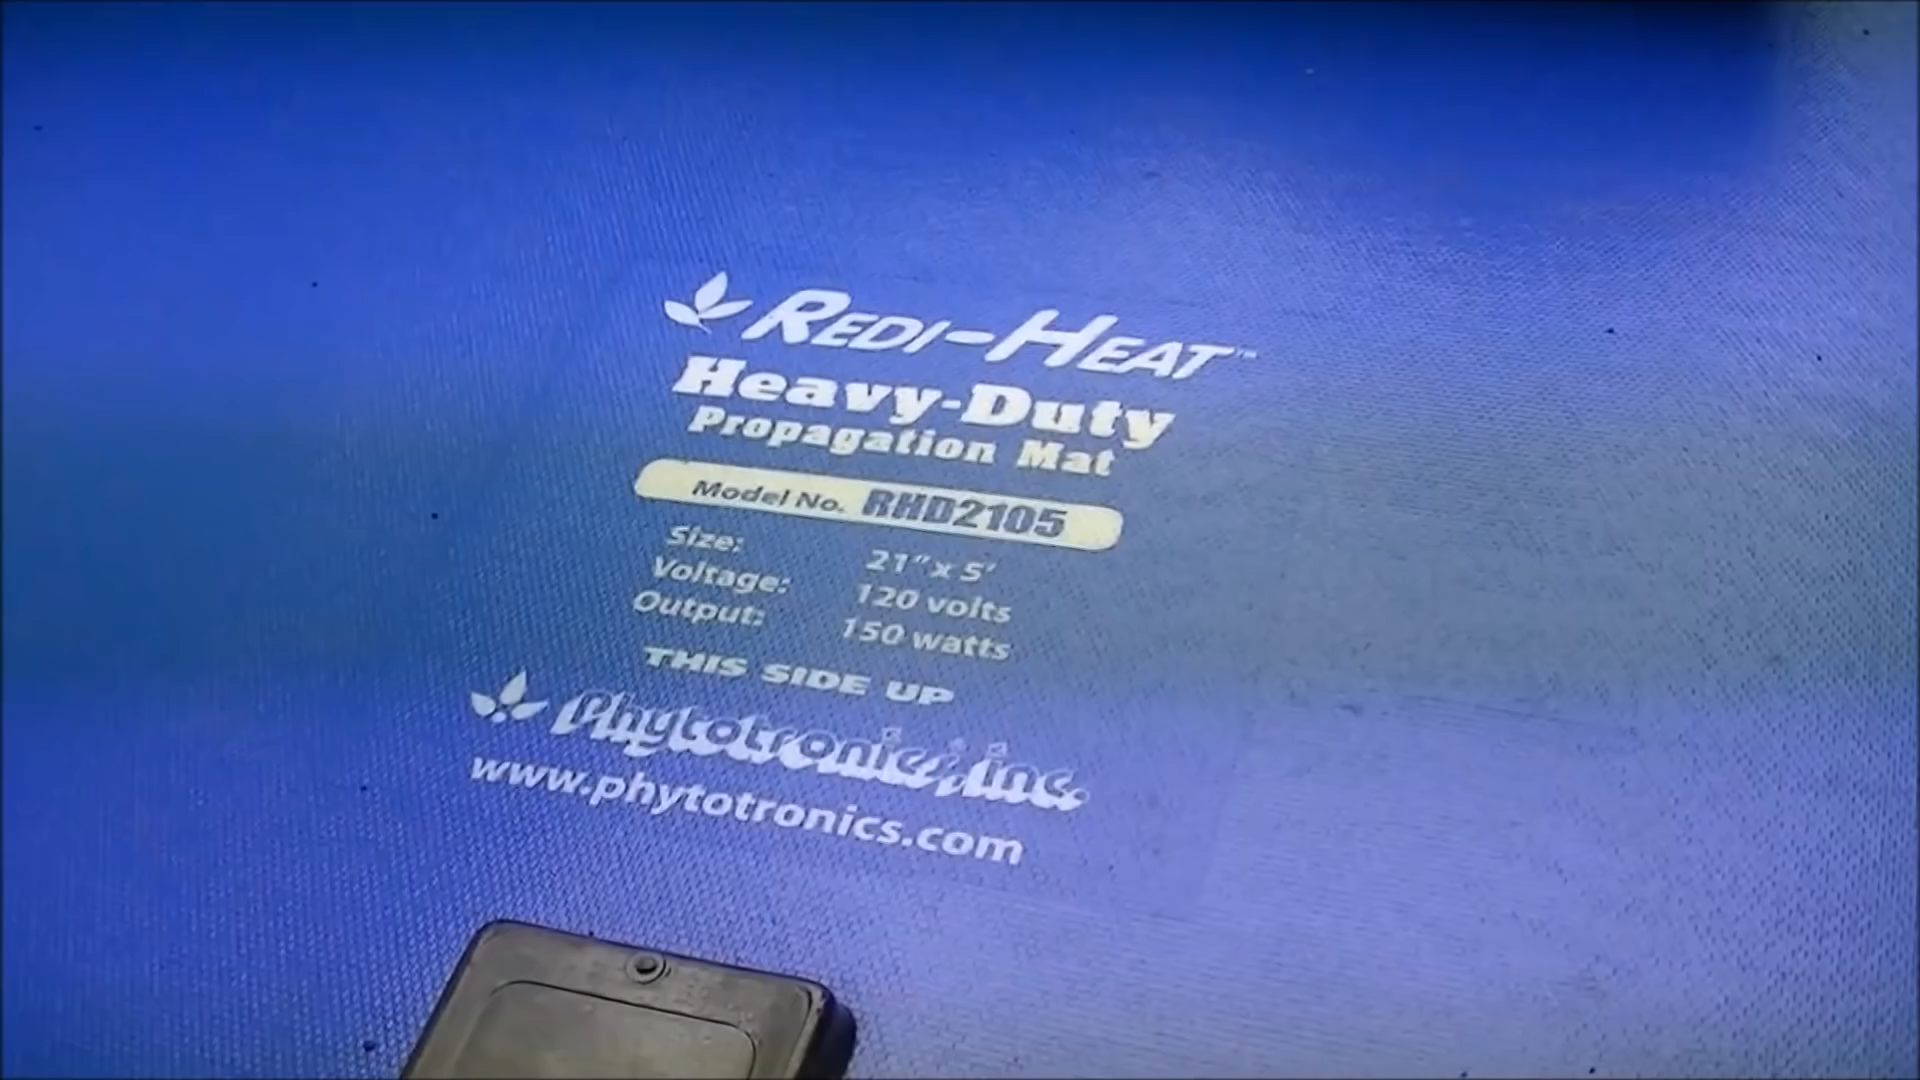 REDI-HEAT™
Heavy-Duty
Propagation Mat
Model No. RHD2105
Size: 21" x 5'
Voltage: 120 volts
Output: 150 watts
THIS SIDE UP
Phytotronics, Inc.
www.phytotronics.com